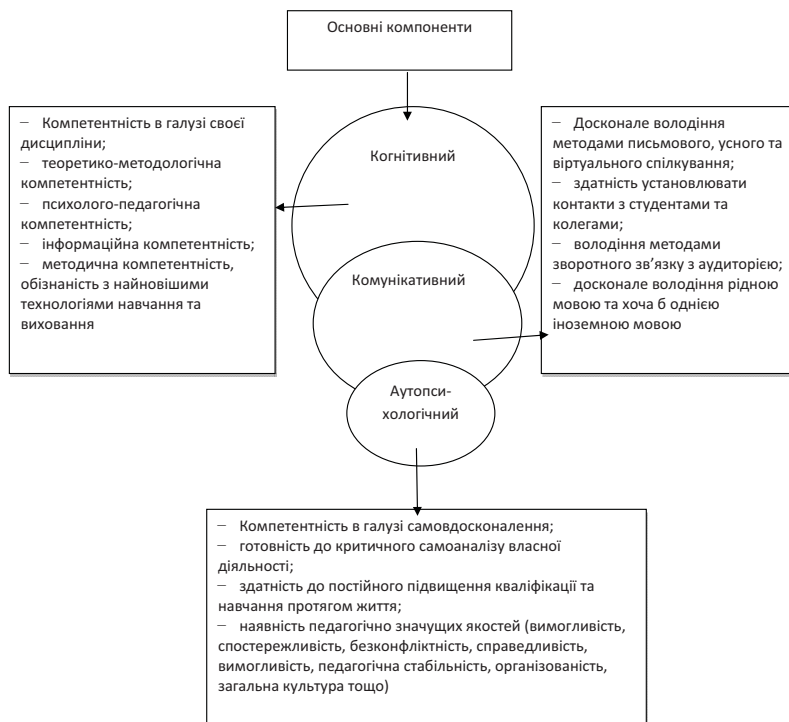 Основні компоненти
Когнитивний
— Компетентність в галузі своєї
дисципліни;
— теоретико-методологічна
компетентність;
— психолого-педагогічна
компетентність;
— інформаційна компетентність;
— методична компетентність,
обізнаність з найновішими
технологіями навчання та
виховання
Комунікативний
— Досконале володіння
методами письмового, усного та
віртуального спілкування;
— здатність установлювати
контакти з студентами та
колегами;
— володіння методами
зворотного зв’язку з аудиторією;
— досконале володіння рідною
мовою та хоча б однією
іноземною мовою
Аутопси-
хологічний
— Компетентність в галузі самовдосконалення;
— готовність до критичного самоаналізу власної
діяльності;
— здатність до постійного підвищення кваліфікації та
навчання протягом життя;
— наявність педагогічно значущих якостей (вимогливість,
спостережливість, безконфліктність, справедливість,
вимогливість, педагогічна стабільність, організованість,
загальна культура тощо)